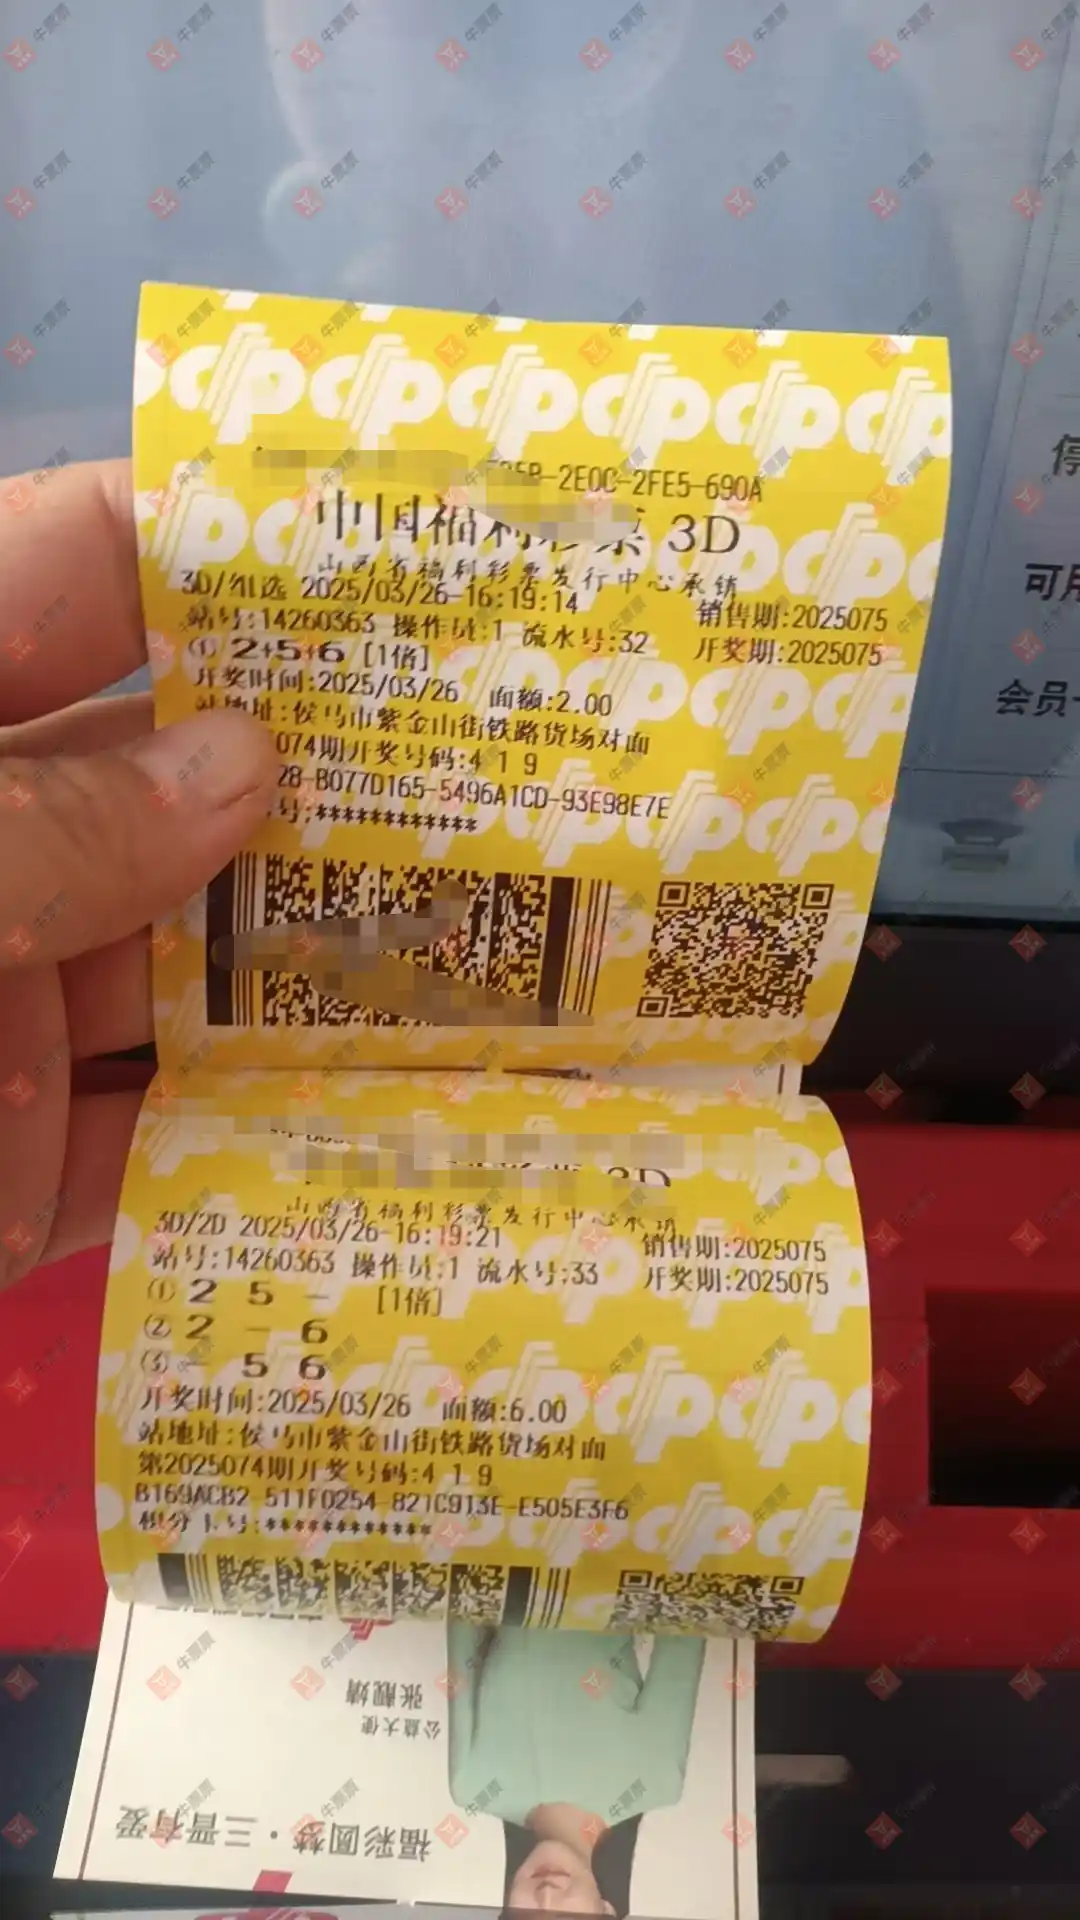 停
可用
会员卡
-2E0C-2FE5-690A
中国福利彩票 3D
山西省福利彩票发行中心承销
3D/组选 2025/03/26-16:19:14 销售期:2025075
站号:14260363 操作员:1 流水号:32 开奖期:2025075
① 2+5+6 [1倍]
开奖时间:2025/03/26 面额:2.00
站地址:侯马市紫金山街铁路货场对面
074期开奖号码:4 1 9
28-B077D165-5496A1CD-93E98E7E
号:************
3D
山西省福利彩票发行中心承销
3D/2D 2025/03/26-16:19:21 销售期:2025075
站号:14260363 操作员:1 流水号:33 开奖期:2025075
① 2 5 - [1倍]
② 2 - 6
③ - 5 6
开奖时间:2025/03/26 面额:6.00
站地址:侯马市紫金山街铁路货场对面
第2025074期开奖号码:4 1 9
B169ACB2-511F0254-821C913E-E505E3F6
积分卡号:************
张靓婧
公益大使
福彩圆梦·三晋有爱
牛票票